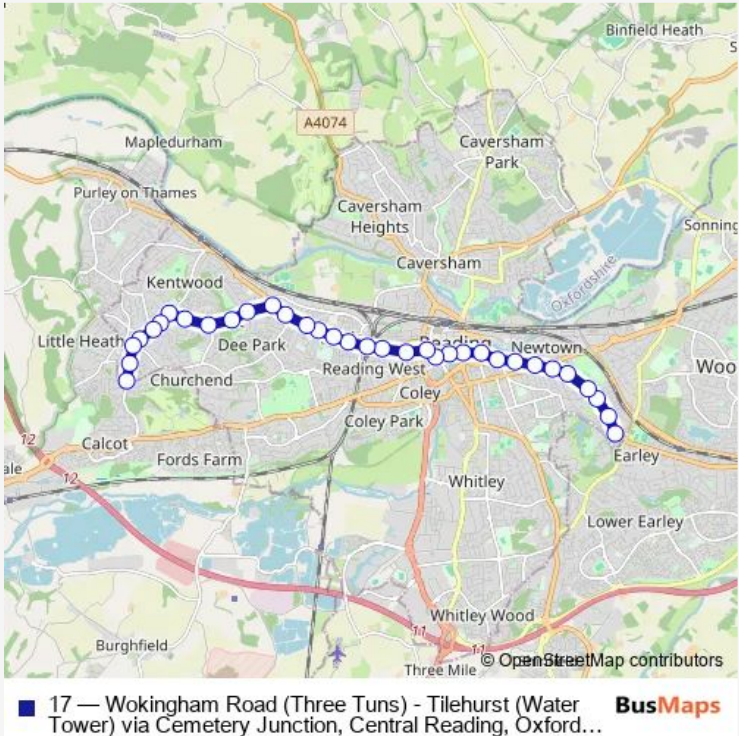 Binfield Heath
S
A4074
Mapledurham
Caversham
Park
Purley on Thames
Caversham
Heights
Sonning
Caversham
Oxfordshire
Kentwood
Little Heath
Dee Park
Reading
Newtown
Reading West
Woo
Churchend
Coley
Coley Park
12
Calcot
Fords Farm
Earley
ale
12
Whitley
Lower Earley
Whitley Wood
11
11
Burghfield
Three Mile
© OpenStreetMap contributors
17 — Wokingham Road (Three Tuns) - Tilehurst (Water
Tower) via Cemetery Junction, Central Reading, Oxford...
BusMaps